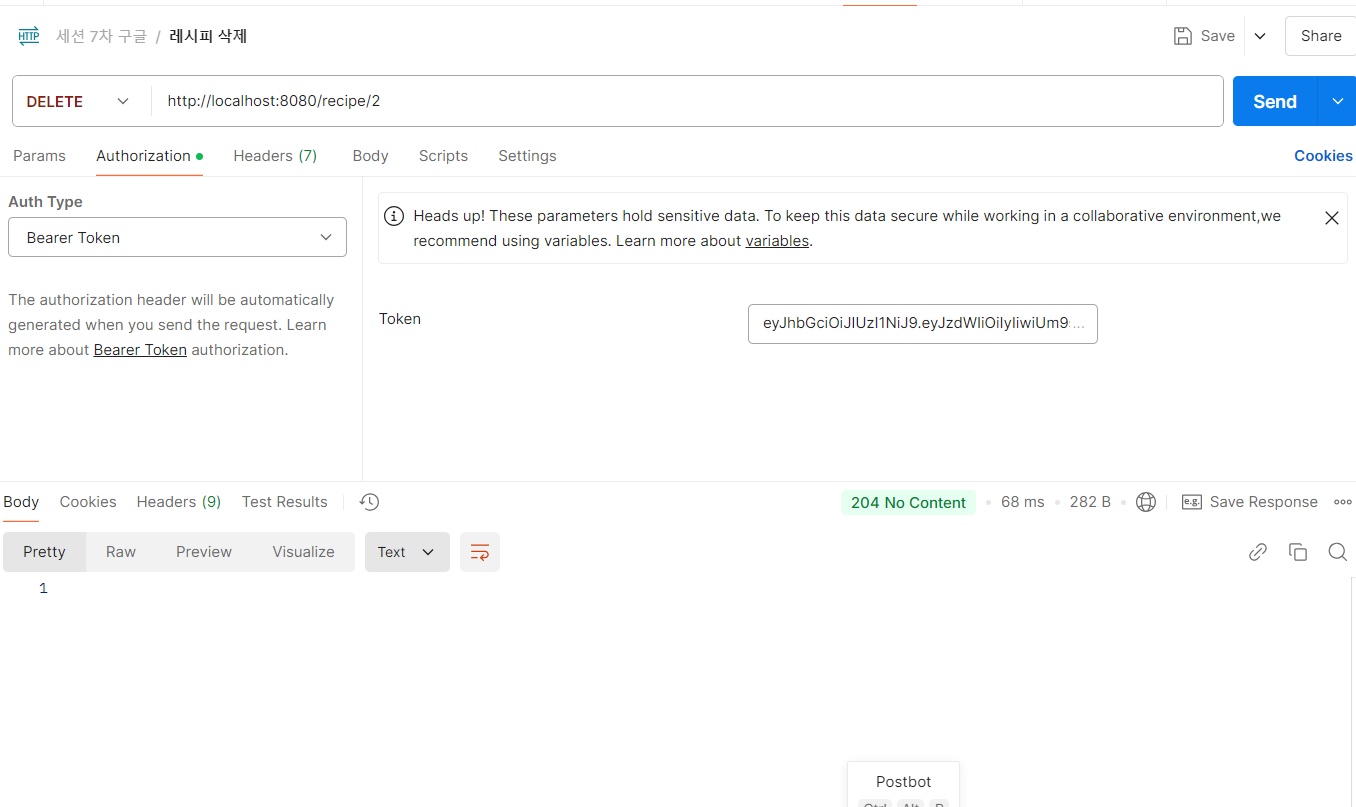 HTTP 세션 7차 구글 / 레시피 삭제 Save Share
DELETE http://localhost:8080/recipe/2 Send
Params Authorization Headers (7) Body Scripts Settings Cookies
Auth Type
Bearer Token
The authorization header will be automatically
generated when you send the request. Learn
more about Bearer Token authorization.
Heads up! These parameters hold sensitive data. To keep this data secure while working in a collaborative environment,we
recommend using variables. Learn more about variables.
Token eyJhbGciOiJIUzI1NiJ9.eyJzdWIiOiIyIiwiUm9...
Body Cookies Headers (9) Test Results 204 No Content 68 ms 282 B e.g. Save Response
Pretty Raw Preview Visualize Text
1
Postbot
Ctrl Alt P